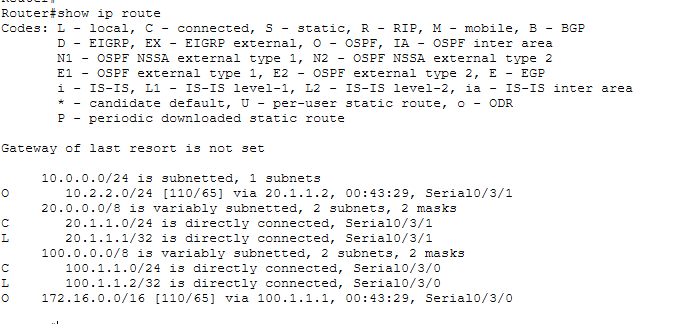 Router#show ip route
Codes: L - local, C - connected, S - static, R - RIP, M - mobile, B - BGP
D - EIGRP, EX - EIGRP external, O - OSPF, IA - OSPF inter area
N1 - OSPF NSSA external type 1, N2 - OSPF NSSA external type 2
E1 - OSPF external type 1, E2 - OSPF external type 2, E - EGP
i - IS-IS, L1 - IS-IS level-1, L2 - IS-IS level-2, ia - IS-IS inter area
* - candidate default, U - per-user static route, o - ODR
P - periodic downloaded static route
Gateway of last resort is not set
10.0.0.0/24 is subnetted, 1 subnets
O 10.2.2.0/24 [110/65] via 20.1.1.2, 00:43:29, Serial0/3/1
20.0.0.0/8 is variably subnetted, 2 subnets, 2 masks
C 20.1.1.0/24 is directly connected, Serial0/3/1
L 20.1.1.1/32 is directly connected, Serial0/3/1
100.0.0.0/8 is variably subnetted, 2 subnets, 2 masks
C 100.1.1.0/24 is directly connected, Serial0/3/0
L 100.1.1.2/32 is directly connected, Serial0/3/0
O 172.16.0.0/16 [110/65] via 100.1.1.1, 00:43:29, Serial0/3/0